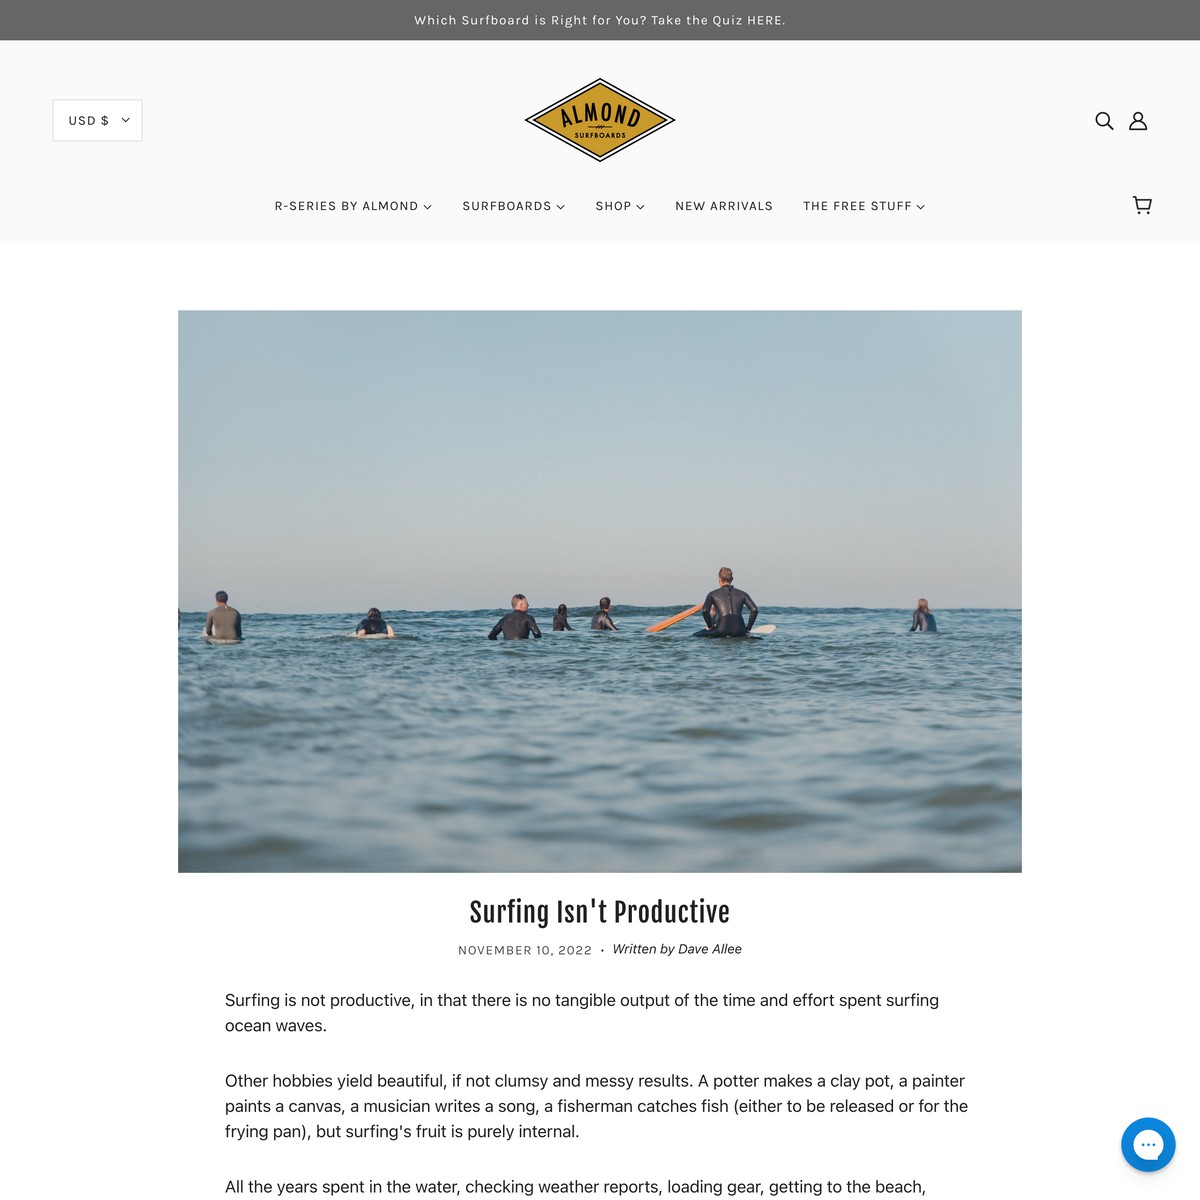 Which Surfboard is Right for You? Take the Quiz HERE.
USD $
ALMOND
SURFBOARDS
R-SERIES BY ALMOND
SURFBOARDS
SHOP
NEW ARRIVALS
THE FREE STUFF
Surfing Isn't Productive
NOVEMBER 10, 2022 · Written by Dave Allee
Surfing is not productive, in that there is no tangible output of the time and effort spent surfing
ocean waves.
Other hobbies yield beautiful, if not clumsy and messy results. A potter makes a clay pot, a painter
paints a canvas, a musician writes a song, a fisherman catches fish (either to be released or for the
frying pan), but surfing's fruit is purely internal.
All the years spent in the water, checking weather reports, loading gear, getting to the beach,